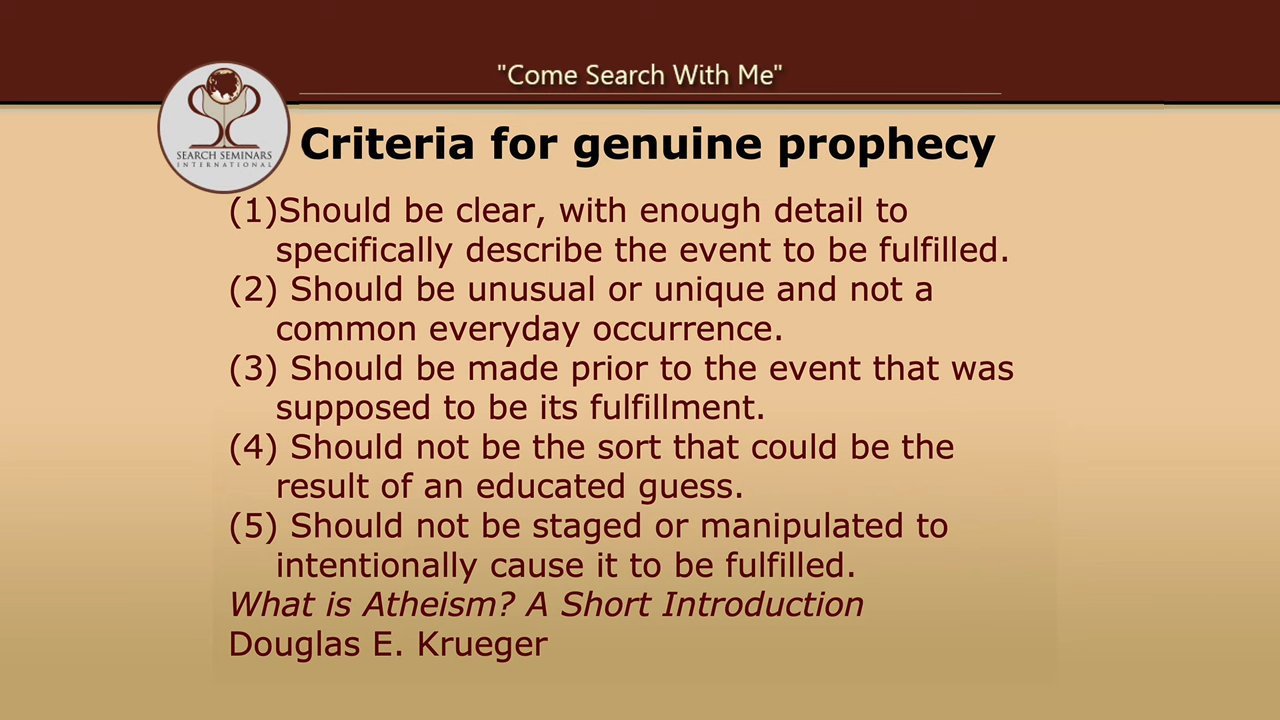 "Come Search With Me"
SEARCH SEMINARS
INTERNATIONAL
Criteria for genuine prophecy
(1)Should be clear, with enough detail to
specifically describe the event to be fulfilled.
(2) Should be unusual or unique and not a
common everyday occurrence.
(3) Should be made prior to the event that was
supposed to be its fulfillment.
(4) Should not be the sort that could be the
result of an educated guess.
(5) Should not be staged or manipulated to
intentionally cause it to be fulfilled.
What is Atheism? A Short Introduction
Douglas E. Krueger